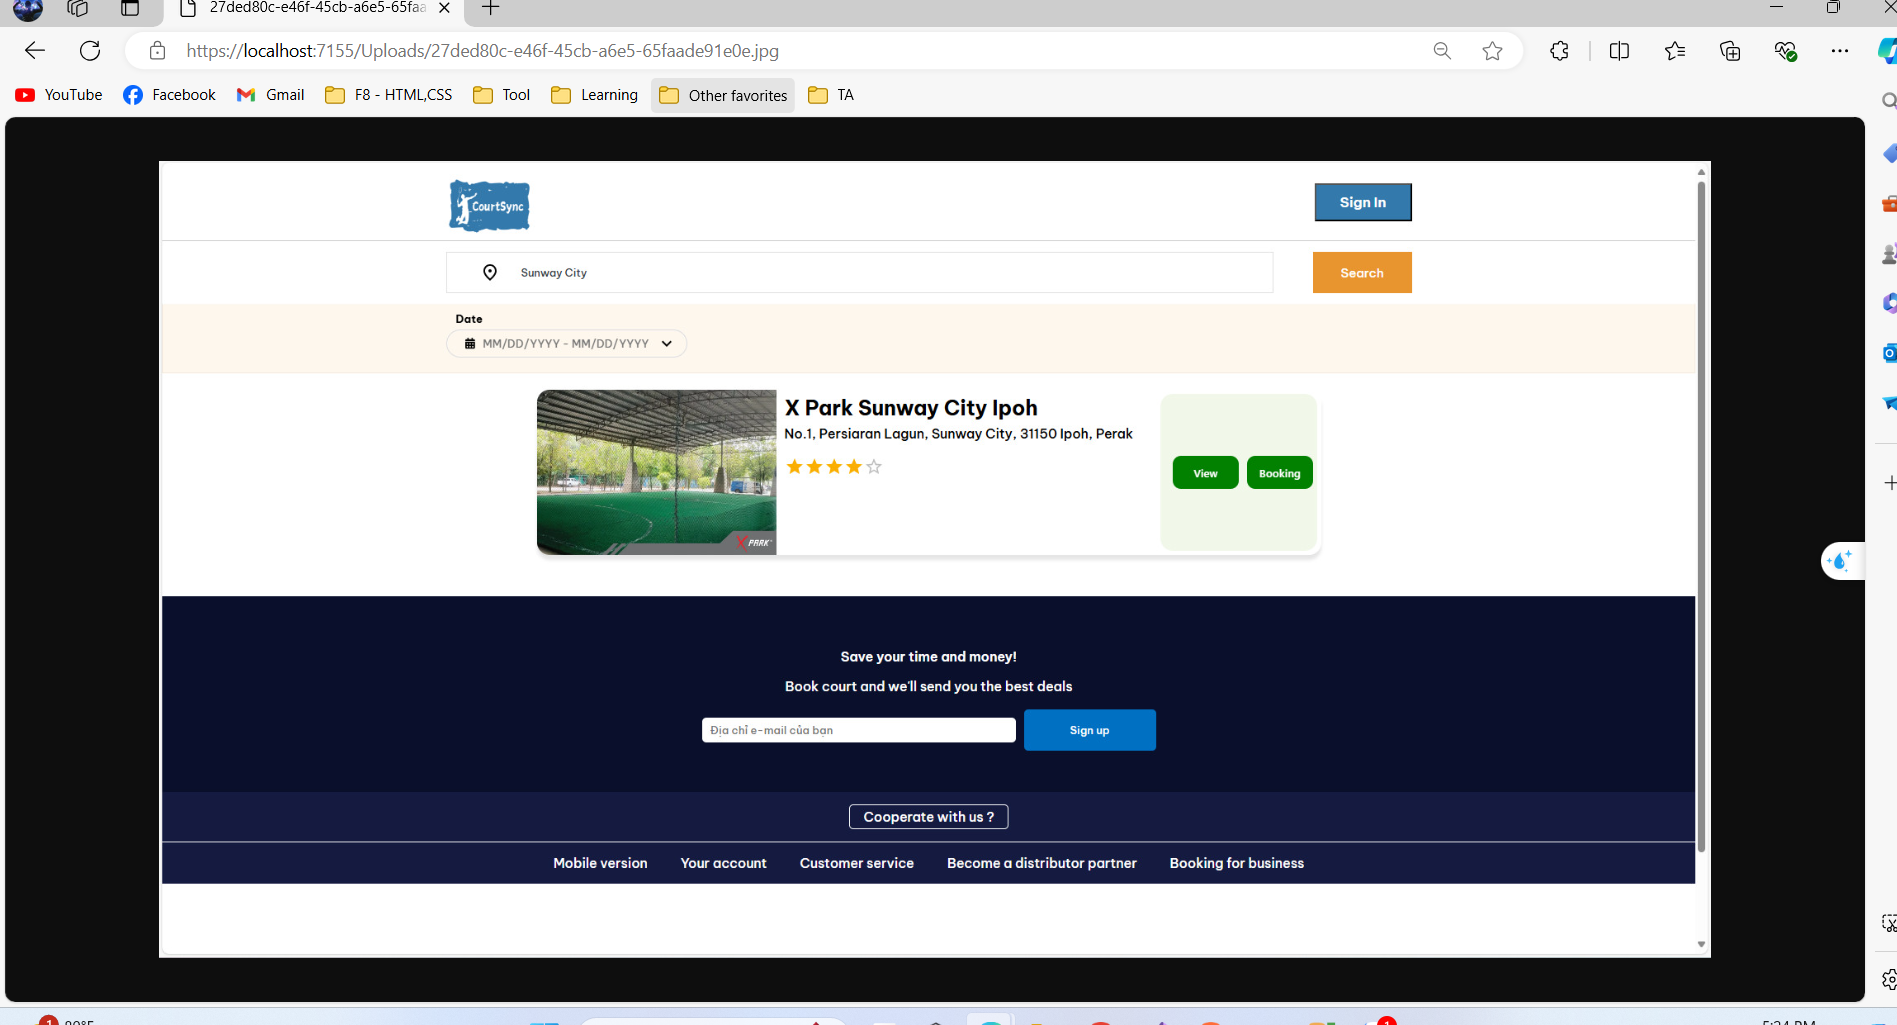 27ded80c-e46f-45cb-a6e5-65faa
https://localhost:7155/Uploads/27ded80c-e46f-45cb-a6e5-65faade91e0e.jpg
YouTube Facebook Gmail F8 - HTML,CSS Tool Learning Other favorites TA
CourtSync
Sign In
Sunway City
Search
Date
MM/DD/YYYY - MM/DD/YYYY
X Park Sunway City Ipoh
No.1, Persiaran Lagun, Sunway City, 31150 Ipoh, Perak
View Booking
X PARK
Save your time and money!
Book court and we'll send you the best deals
Địa chỉ e-mail của bạn
Sign up
Cooperate with us ?
Mobile version Your account Customer service Become a distributor partner Booking for business
1
1